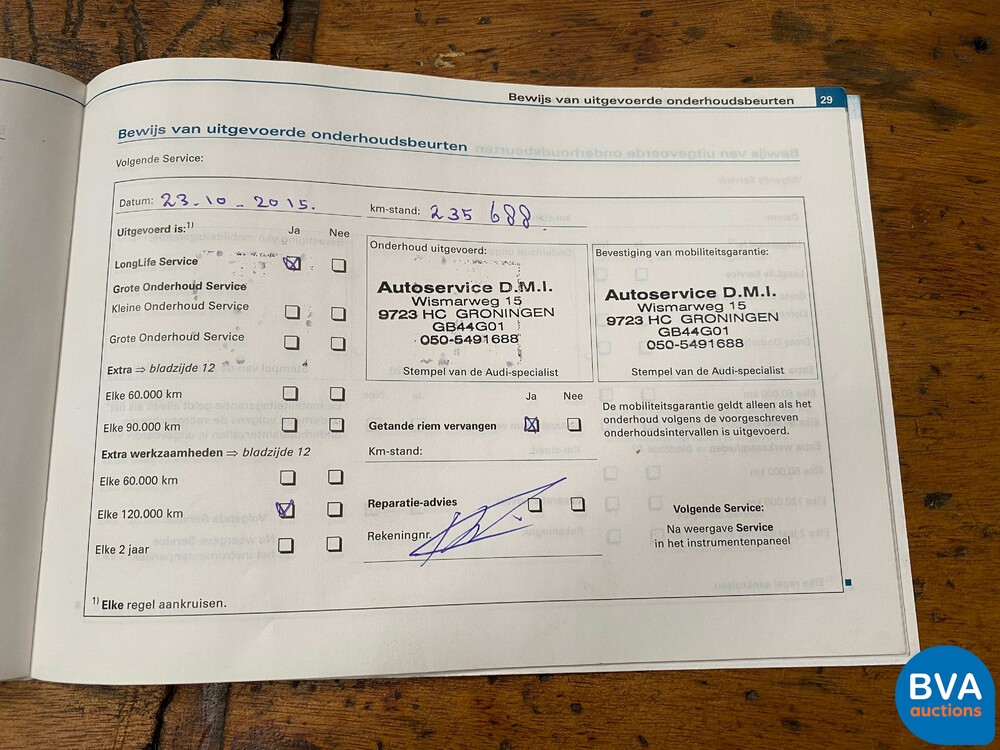 Bewijs van uitgevoerde onderhoudsbeurten 29
Bewijs van uitgevoerde onderhoudsbeurten
Volgende Service:
Datum: 23-10-2015.
km-stand: 235 688
Uitgevoerd is:1) Ja Nee
LongLife Service
Grote Onderhoud Service
Kleine Onderhoud Service
Grote Onderhoud Service
Extra ⇒ bladzijde 12
Elke 60.000 km
Elke 90.000 km
Extra werkzaamheden ⇒ bladzijde 12
Elke 60.000 km
Elke 120.000 km
Elke 2 jaar
1) Elke regel aankruisen.
Onderhoud uitgevoerd:
Autoservice D.M.I.
Wismarweg 15
9723 HC GRONINGEN
GB44G01
050-5491688
Stempel van de Audi-specialist
Ja Nee
Getande riem vervangen
Km-stand:
Reparatie-advies
Rekeningnr.
Bevestiging van mobiliteitsgarantie:
Autoservice D.M.I.
Wismarweg 15
9723 HC GRONINGEN
GB44G01
050-5491688
Stempel van de Audi-specialist
De mobiliteitsgarantie geldt alleen als het
onderhoud volgens de voorgeschreven
onderhoudsintervallen is uitgevoerd.
Volgende Service:
Na weergave Service
in het instrumentenpaneel
BVA
auctions